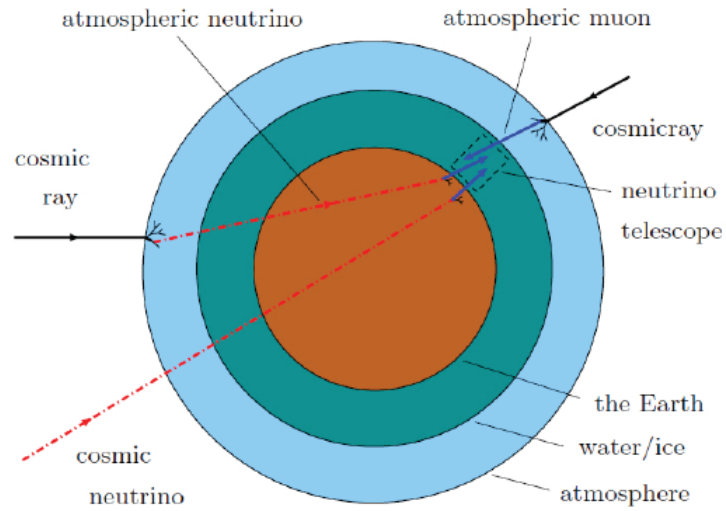 atmospheric neutrino
atmospheric muon
cosmic
ray
cosmicray
neutrino
telescope
the Earth
water/ice
atmosphere
cosmic
neutrino